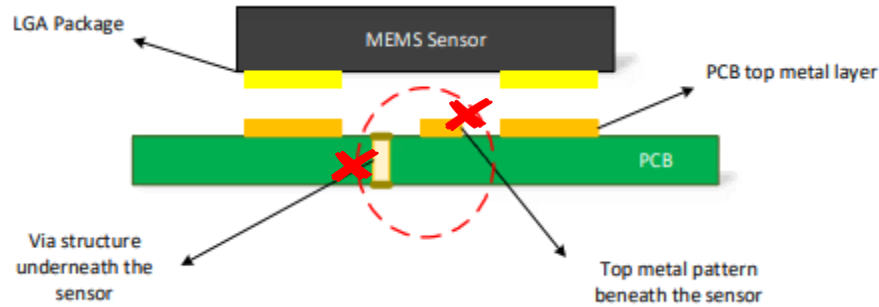 LGA Package
MEMS Sensor
PCB top metal layer
PCB
Via structure
underneath the
sensor
Top metal pattern
beneath the sensor